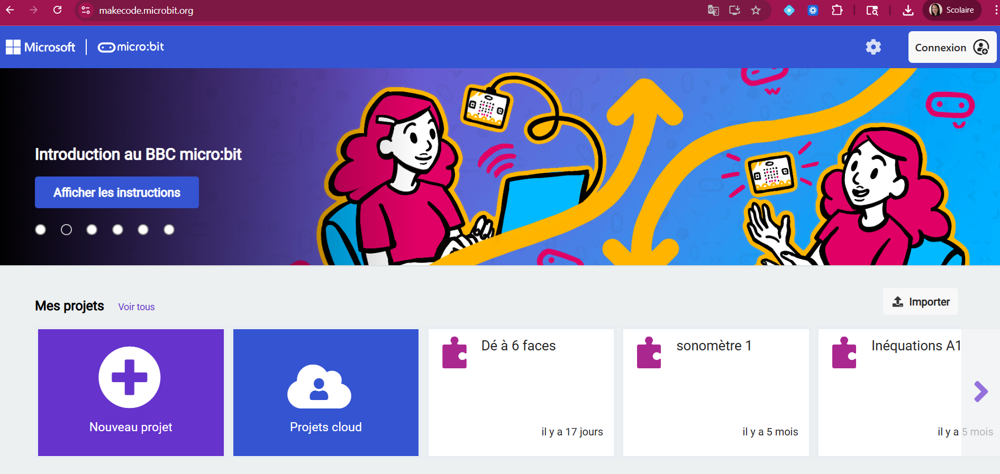 makecode.microbit.org
Scolaire
Microsoft
micro:bit
Connexion
Introduction au BBC micro:bit
Afficher les instructions
Mes projets
Voir tous
Importer
Nouveau projet
Projets cloud
Dé à 6 faces
il y a 17 jours
sonomètre 1
il y a 5 mois
Inéquations A1
il y a 5 mois